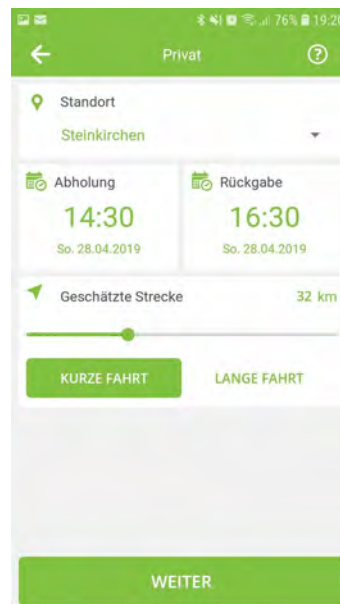 76% 19:20
Privat
Standort
Steinkirchen
Abholung
Rückgabe
14:30
16:30
So. 28.04.2019
So. 28.04.2019
Geschätzte Strecke
32 km
KURZE FAHRT
LANGE FAHRT
WEITER